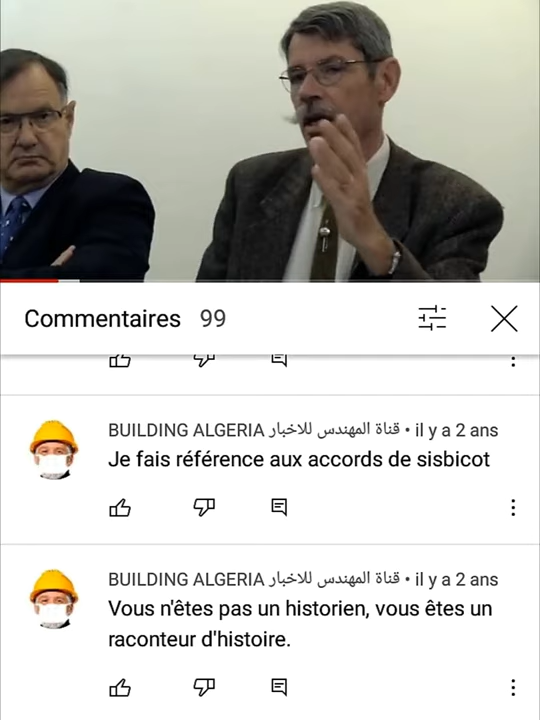 Commentaires 99
BUILDING ALGERIA قناة المهندس للاخبار • il y a 2 ans
Je fais référence aux accords de sisbicot
BUILDING ALGERIA قناة المهندس للاخبار • il y a 2 ans
Vous n'êtes pas un historien, vous êtes un
raconteur d'histoire.